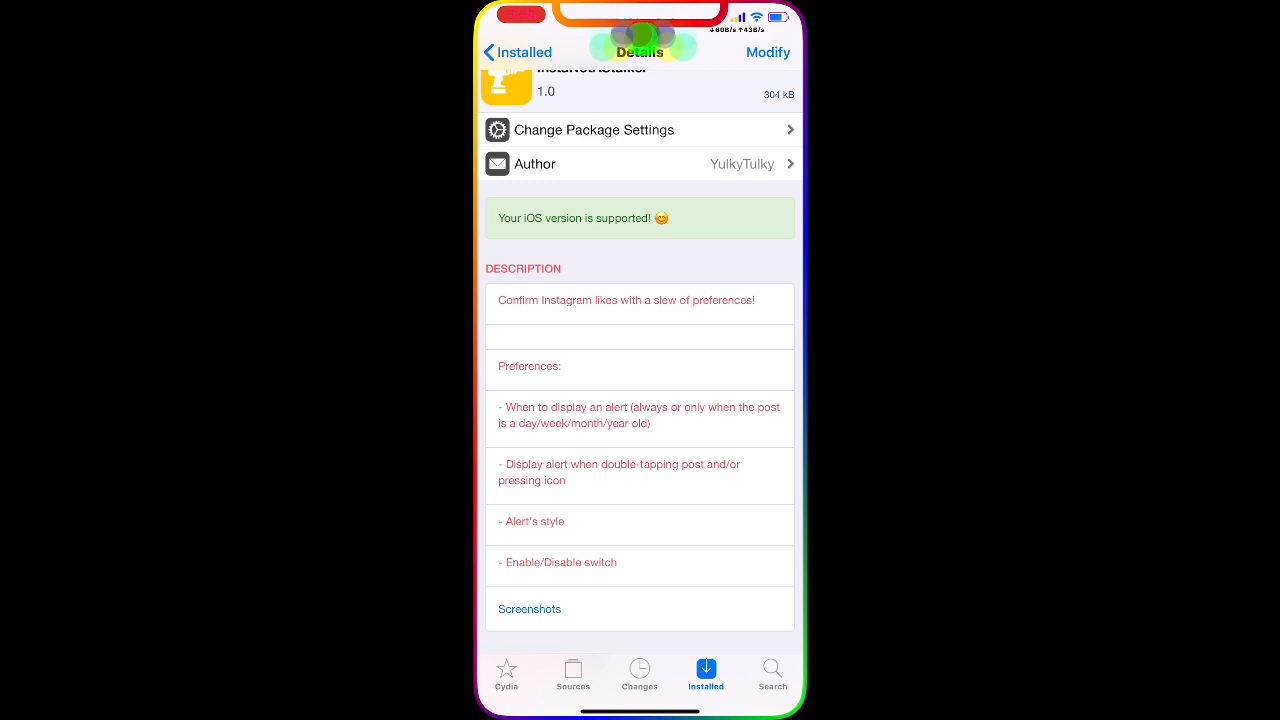 ↓60B/s ↑43B/s
Installed
Details
Modify
InstaNotAStalker
1.0
304 kB
Change Package Settings
Author
YulkyTulky
Your iOS version is supported! 😊
DESCRIPTION
Confirm Instagram likes with a slew of preferences!
Preferences:
- When to display an alert (always or only when the post
is a day/week/month/year old)
- Display alert when double-tapping post and/or
pressing icon
- Alert's style
- Enable/Disable switch
Screenshots
Cydia
Sources
Changes
Installed
Search